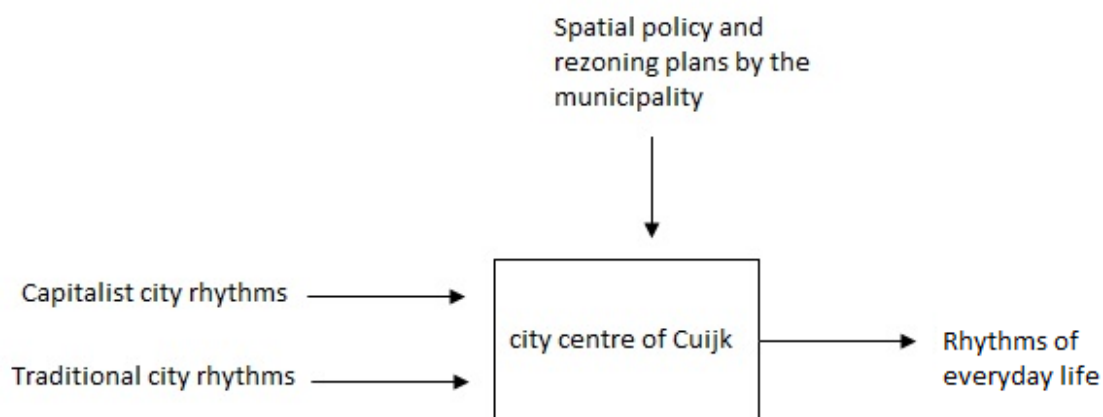 Spatial policy and
rezoning plans by the
municipality
Capitalist city rhythms
Traditional city rhythms
city centre of Cuijk
Rhythms of
everyday life